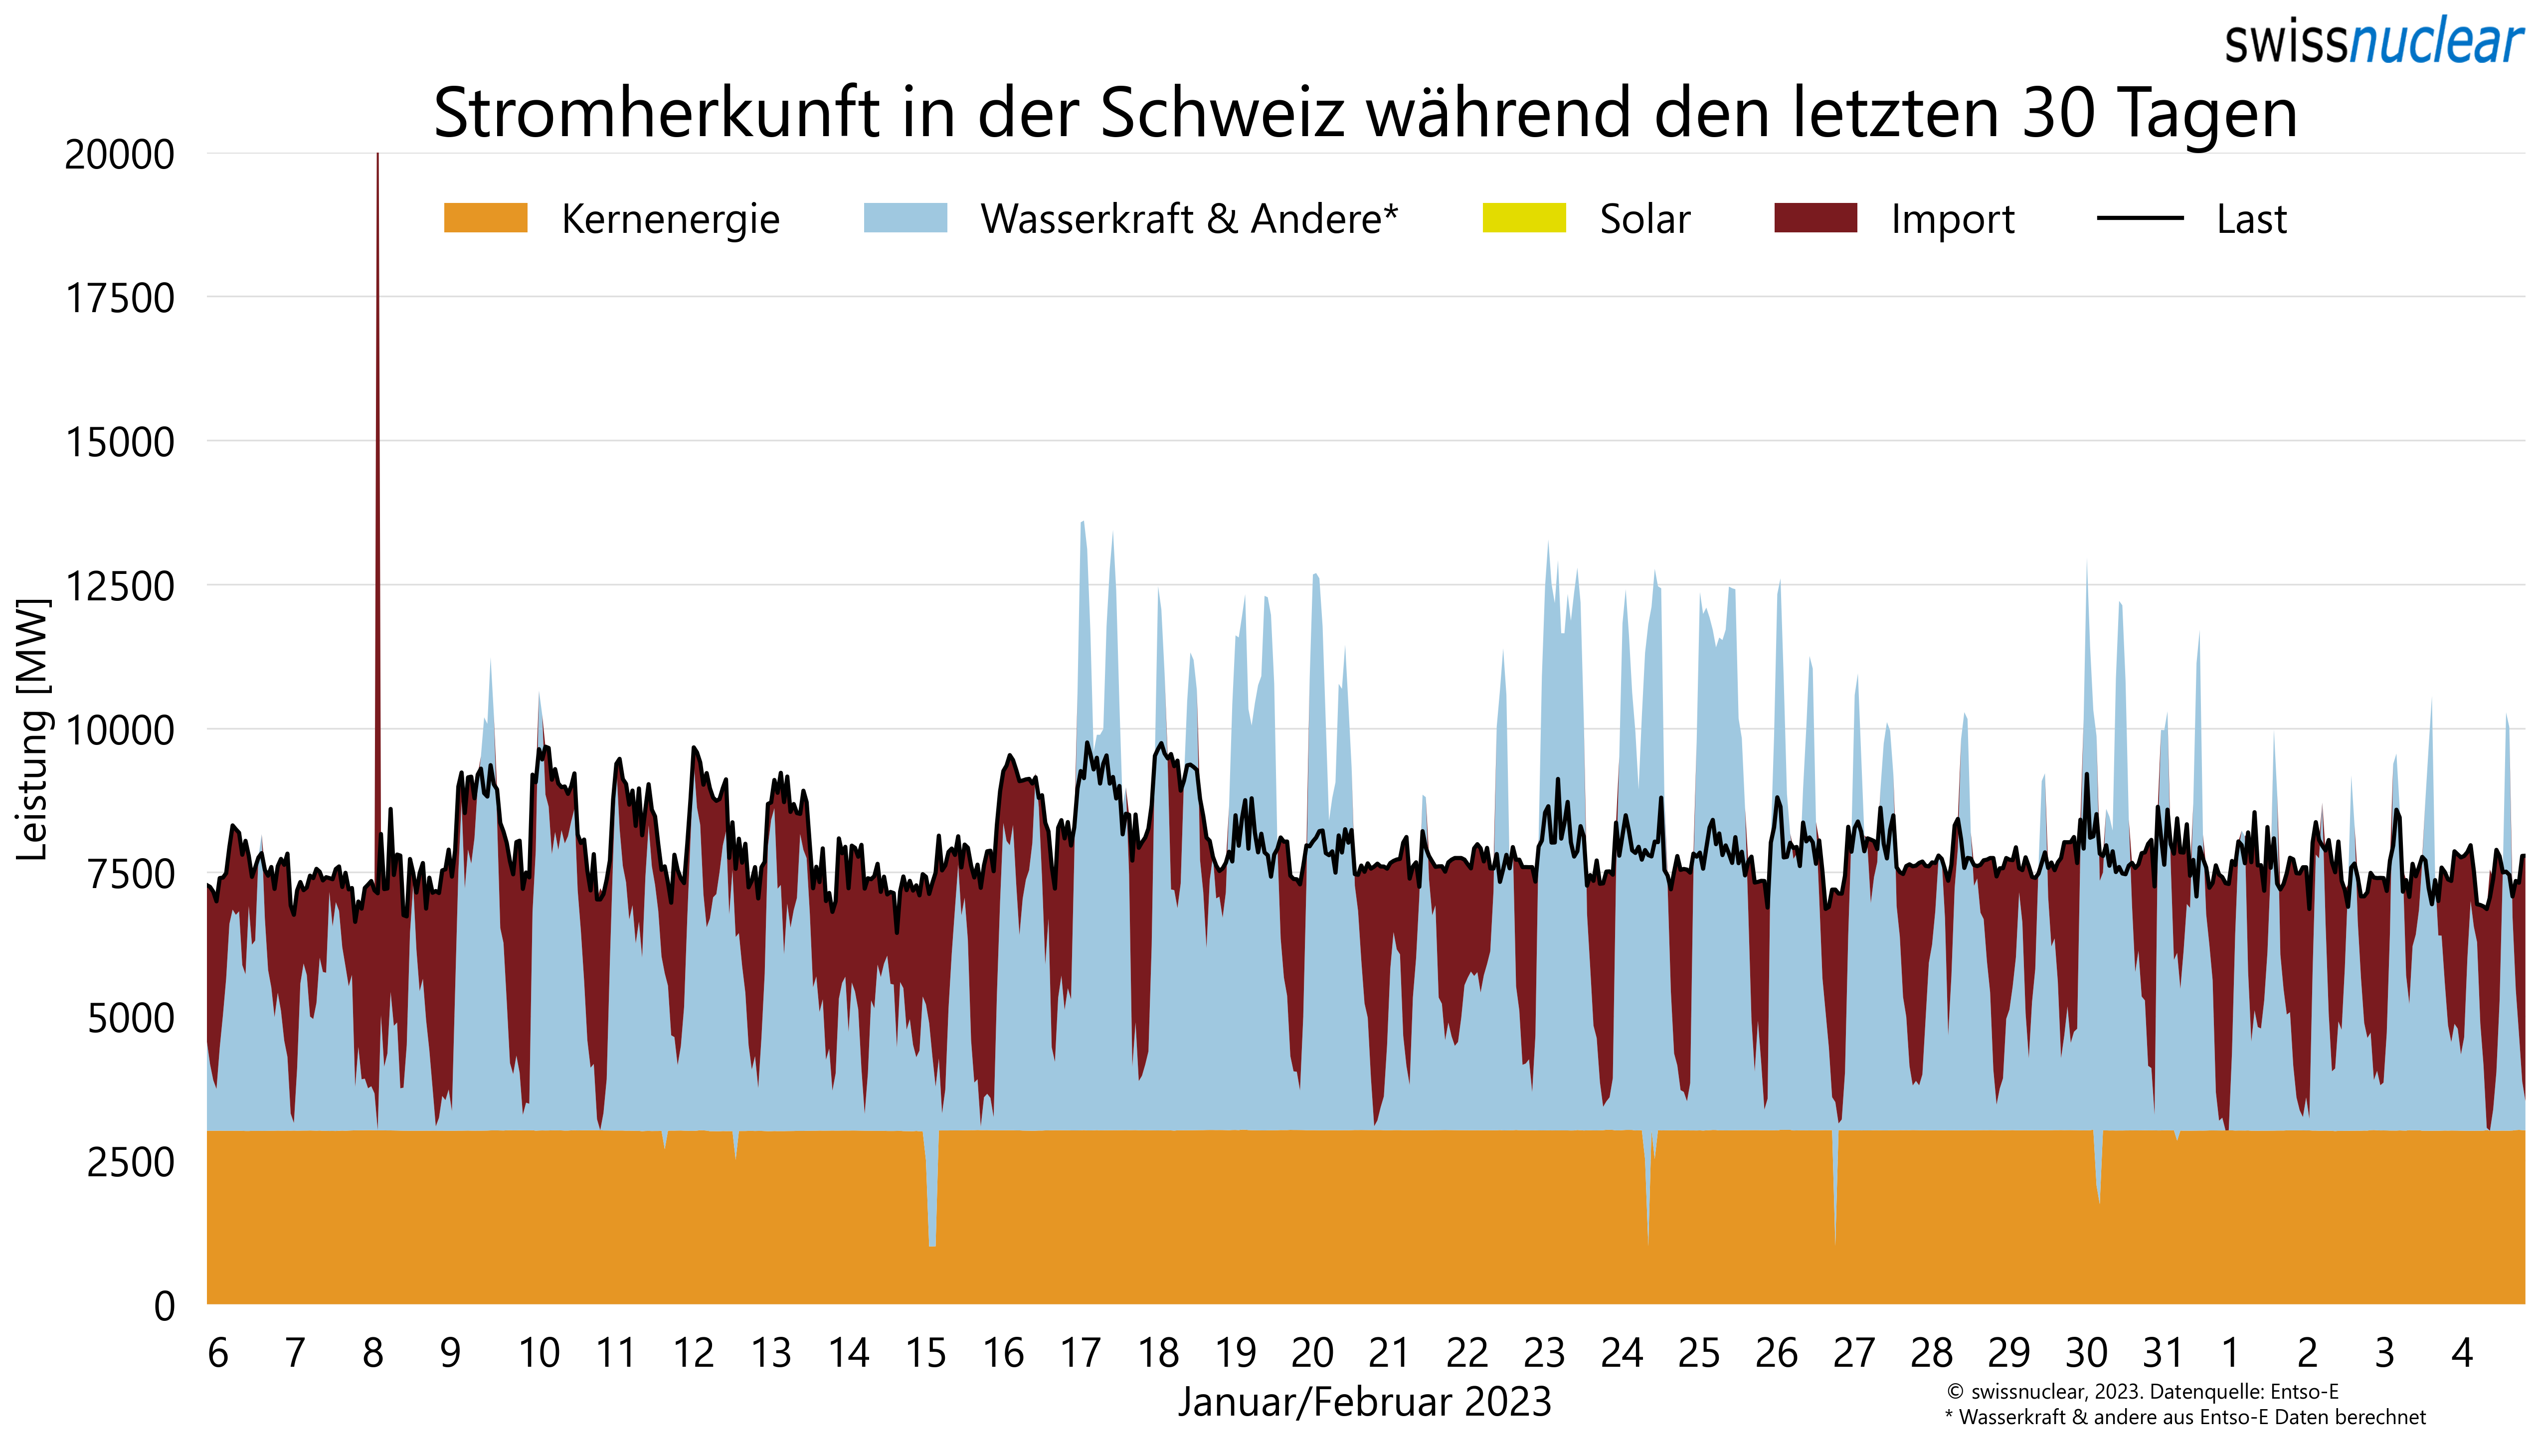 swissnuclear
Stromherkunft in der Schweiz während den letzten 30 Tagen
Kernenergie Wasserkraft & Andere* Solar Import Last
Leistung [MW]
20000
17500
15000
12500
10000
7500
5000
2500
0
6 7 8 9 10 11 12 13 14 15 16 17 18 19 20 21 22 23 24 25 26 27 28 29 30 31 1 2 3 4
Januar/Februar 2023
© swissnuclear, 2023. Datenquelle: Entso-E
* Wasserkraft & andere aus Entso-E Daten berechnet